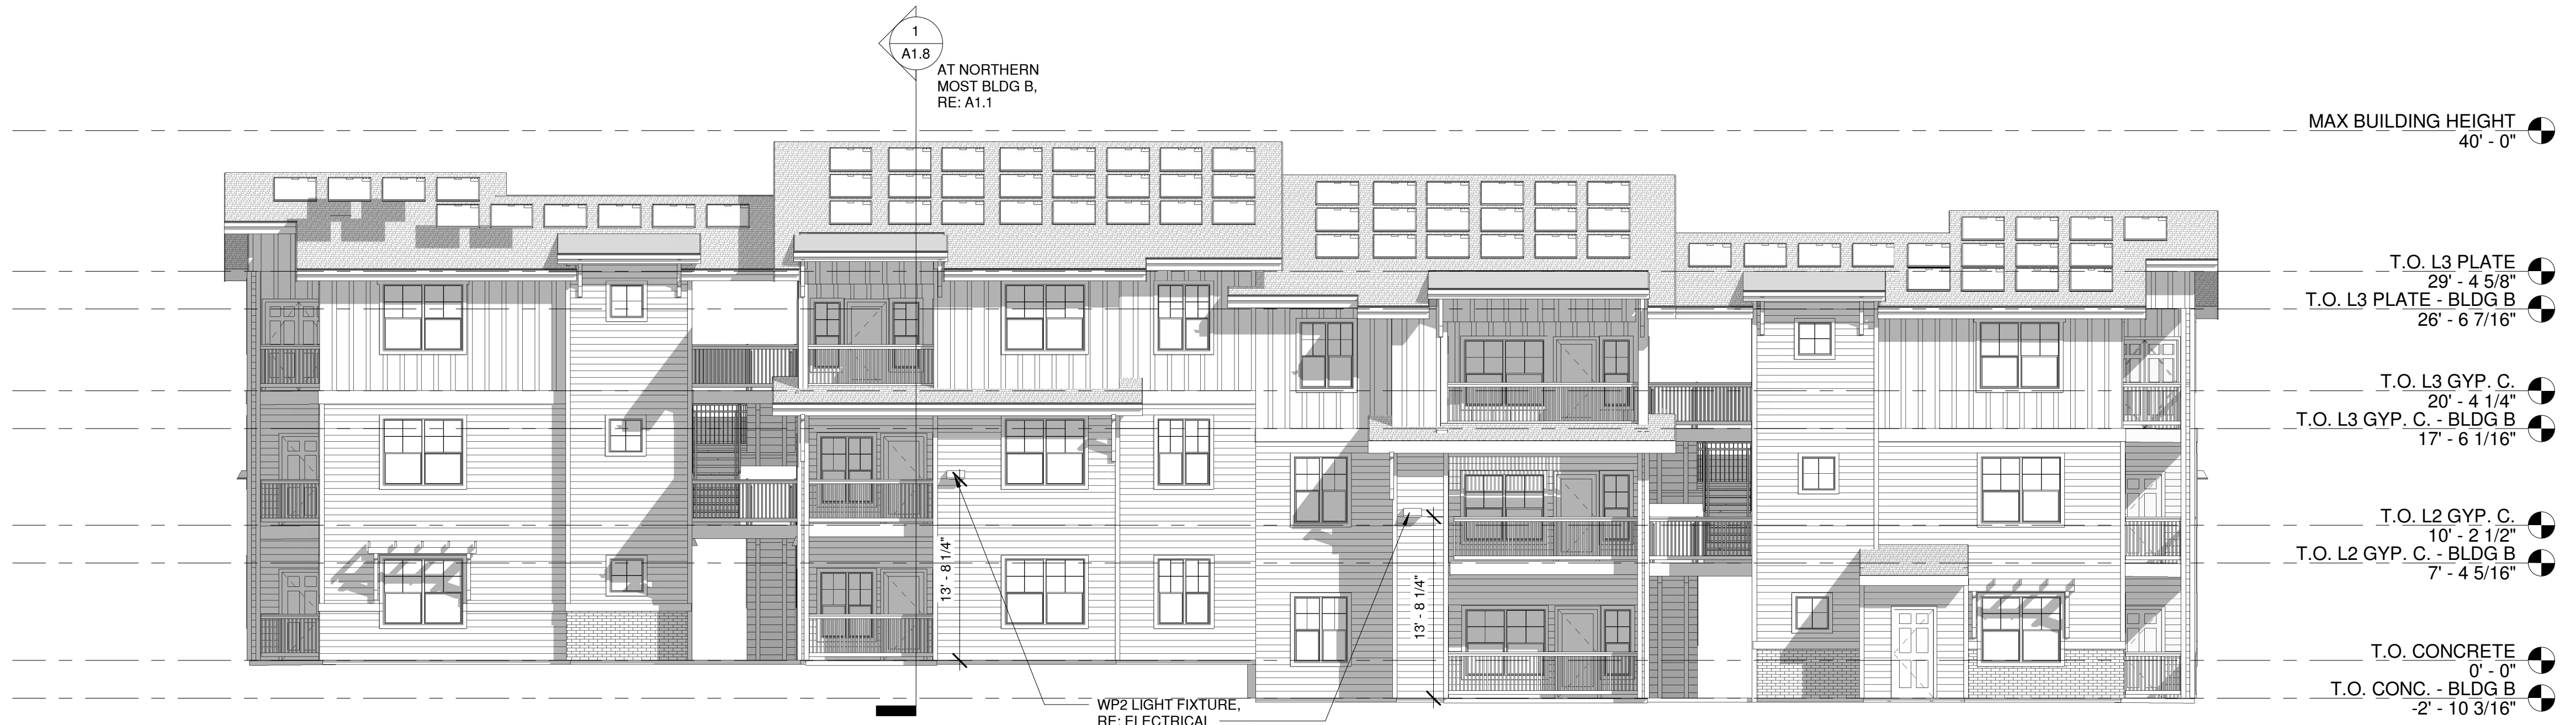 1
A1.8
AT NORTHERN
MOST BLDG B,
RE: A1.1
MAX BUILDING HEIGHT
40' - 0"
T.O. L3 PLATE
29' - 4 5/8"
T.O. L3 PLATE - BLDG B
26' - 6 7/16"
T.O. L3 GYP. C.
20' - 4 1/4"
T.O. L3 GYP. C. - BLDG B
17' - 6 1/16"
T.O. L2 GYP. C.
10' - 2 1/2"
T.O. L2 GYP. C. - BLDG B
7' - 4 5/16"
T.O. CONCRETE
0' - 0"
T.O. CONC. - BLDG B
-2' - 10 3/16"
13' - 8 1/4"
13' - 8 1/4"
WP2 LIGHT FIXTURE,
RE: ELECTRICAL